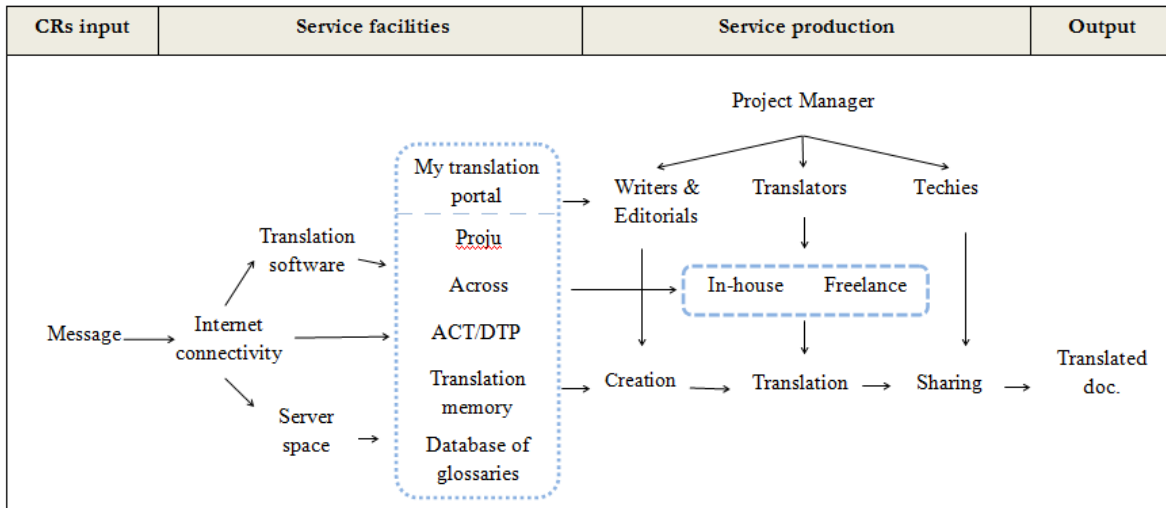 CRs input
Service facilities
Service production
Output
Project Manager
My translation
portal
Writers &
Editorials
Translators
Techies
Translation
software
Proju
Across
In-house
Freelance
Message
Internet
connectivity
ACT/DTP
Translation
memory
Creation
Translation
Sharing
Translated
doc.
Server
space
Database of
glossaries